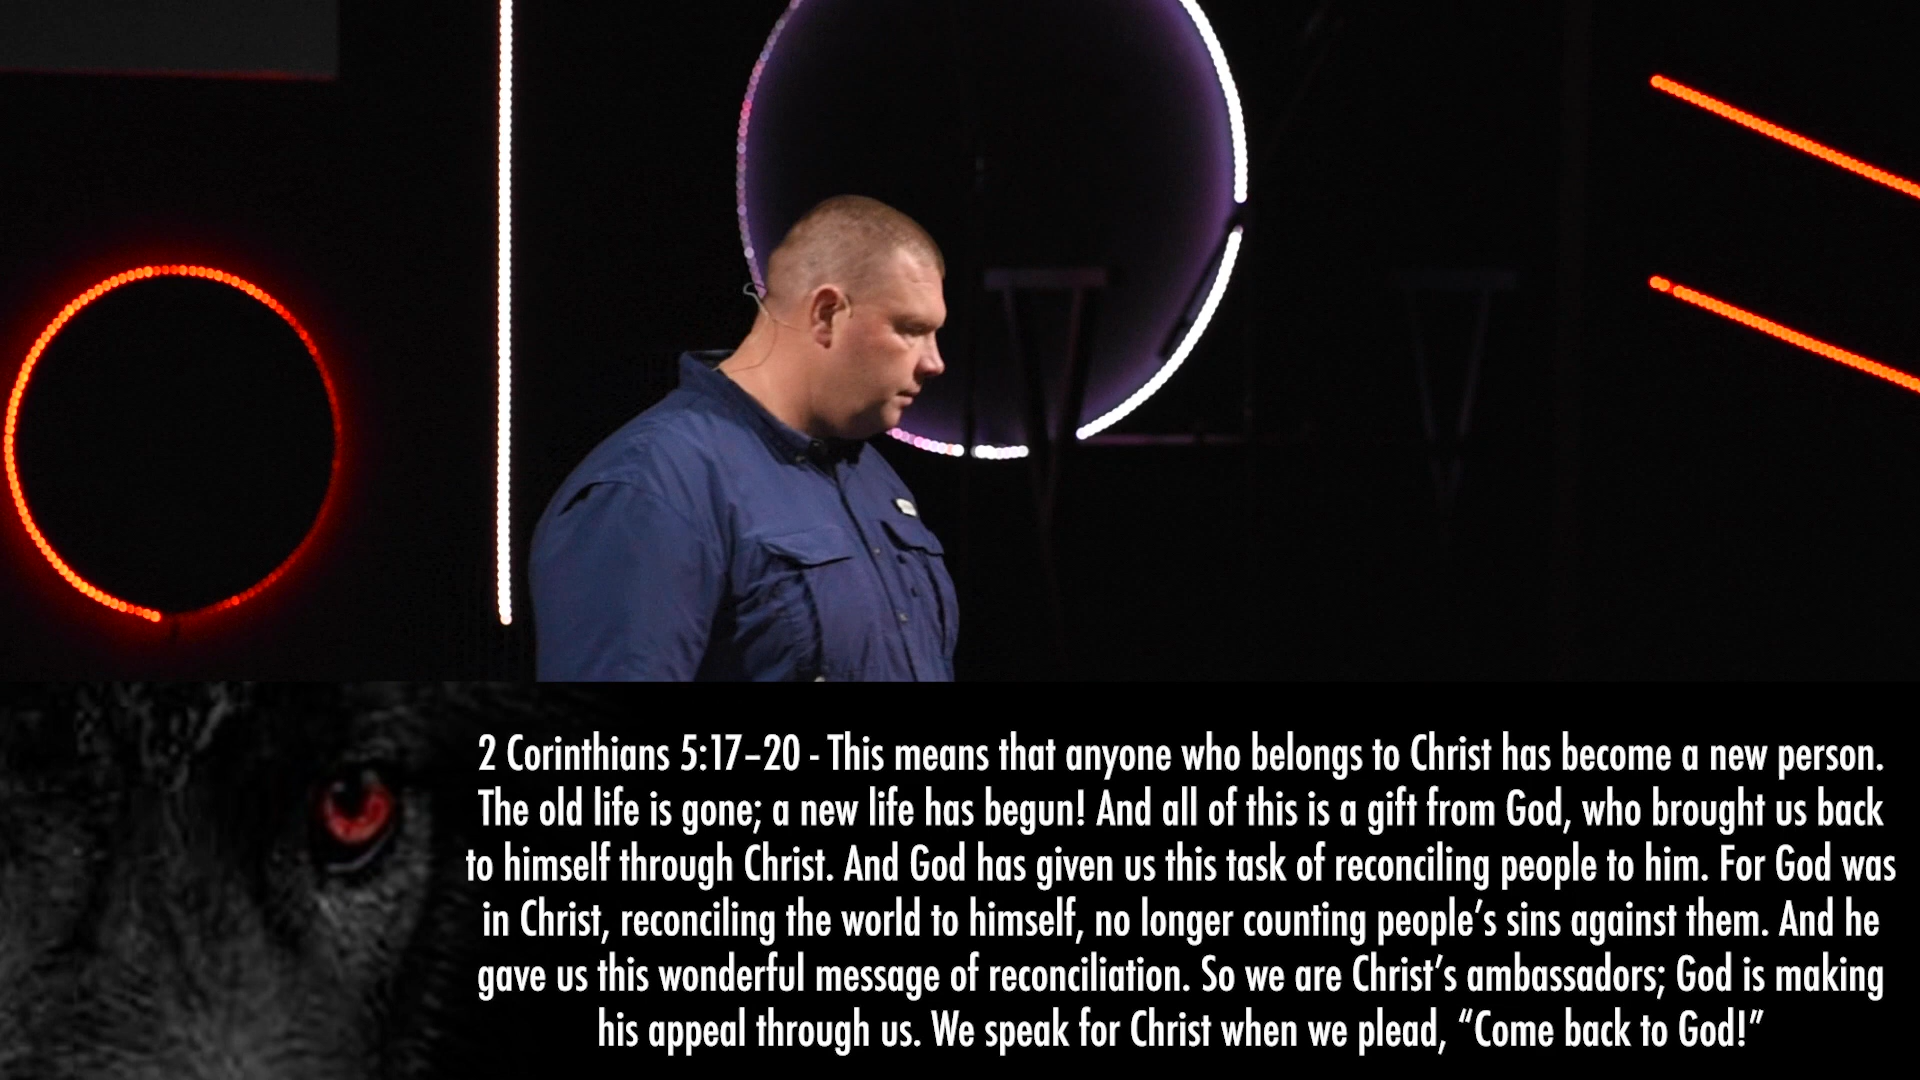 2 Corinthians 5:17–20 - This means that anyone who belongs to Christ has become a new person.
The old life is gone; a new life has begun! And all of this is a gift from God, who brought us back
to himself through Christ. And God has given us this task of reconciling people to him. For God was
in Christ, reconciling the world to himself, no longer counting people’s sins against them. And he
gave us this wonderful message of reconciliation. So we are Christ’s ambassadors; God is making
his appeal through us. We speak for Christ when we plead, “Come back to God!”